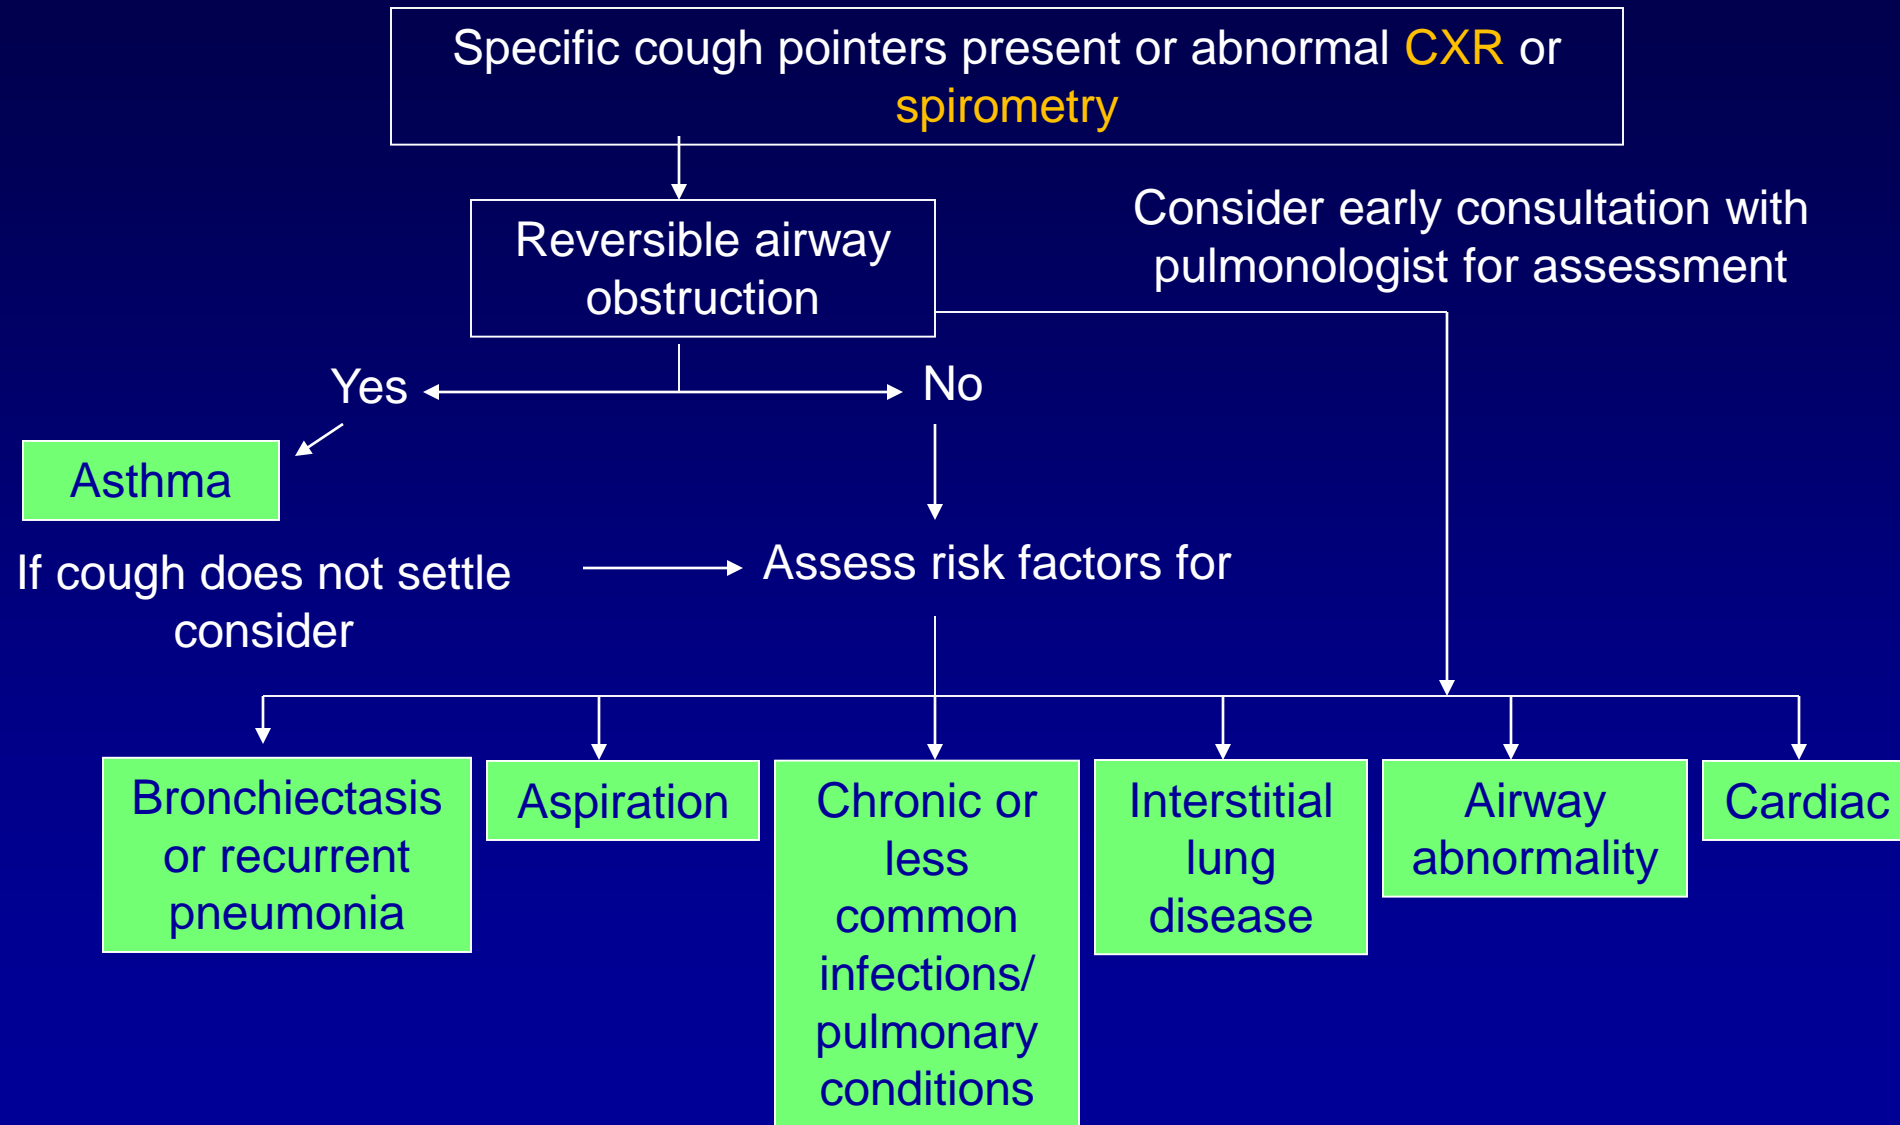 Specific cough pointers present or abnormal CXR or
spirometry
Reversible airway
obstruction
Consider early consultation with
pulmonologist for assessment
Yes
No
Asthma
If cough does not settle
consider
Assess risk factors for
Bronchiectasis
or recurrent
pneumonia
Aspiration
Chronic or
less
common
infections/
pulmonary
conditions
Interstitial
lung
disease
Airway
abnormality
Cardiac